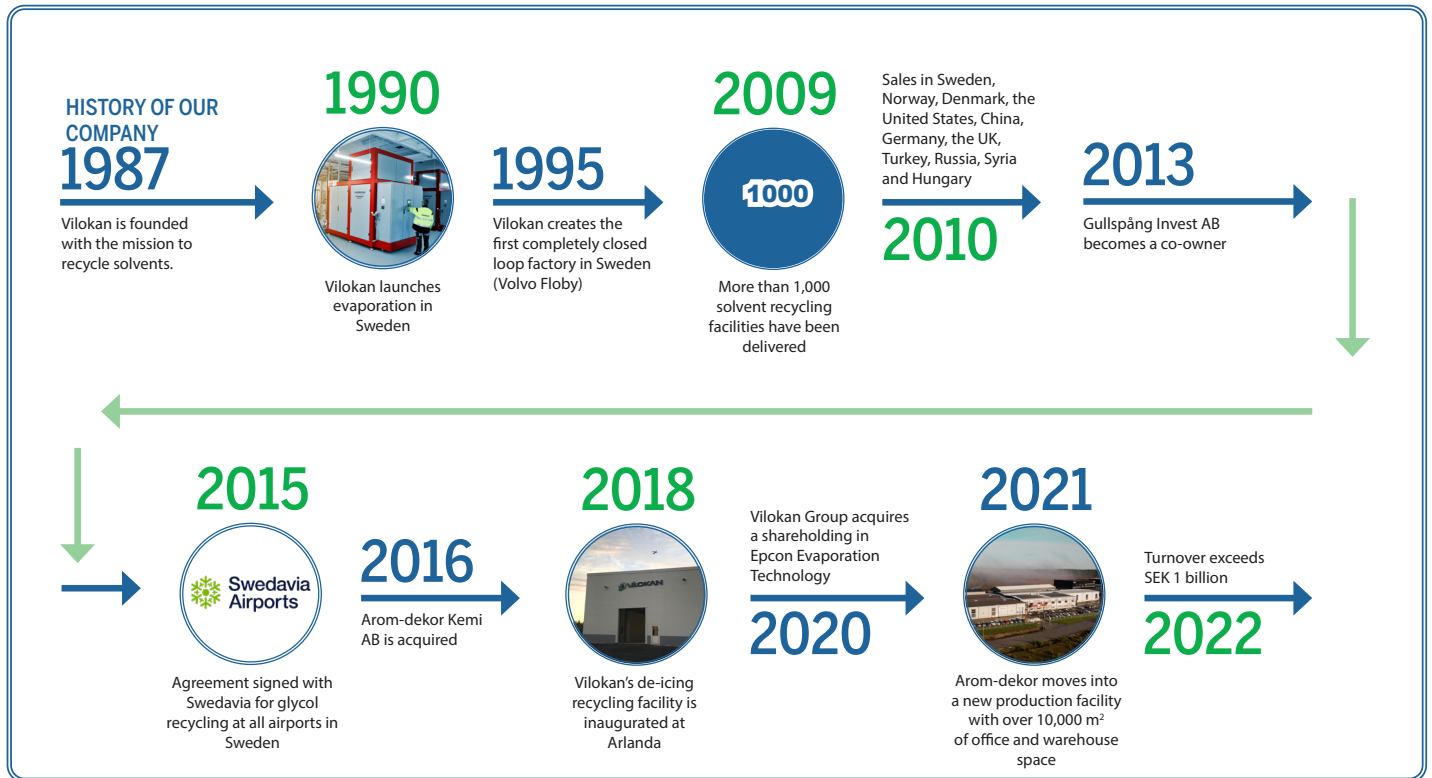 HISTORY OF OUR
COMPANY
1987
Vilokan is founded
with the mission to
recycle solvents.
1990
Vilokan launches
evaporation in
Sweden
1995
Vilokan creates the
first completely closed
loop factory in Sweden
(Volvo Floby)
2009
1000
More than 1,000
solvent recycling
facilities have been
delivered
Sales in Sweden,
Norway, Denmark, the
United States, China,
Germany, the UK,
Turkey, Russia, Syria
and Hungary
2010
2013
Gullspång Invest AB
becomes a co-owner
2015
Swedavia
Airports
Agreement signed with
Swedavia for glycol
recycling at all airports in
Sweden
2016
Arom-dekor Kemi
AB is acquired
2018
VILOKAN
Vilokan's de-icing
recycling facility is
inaugurated at
Arlanda
Vilokan Group acquires
a shareholding in
Epcon Evaporation
Technology
2020
2021
Arom-dekor moves into
a new production facility
with over 10,000 m²
of office and warehouse
space
Turnover exceeds
SEK 1 billion
2022